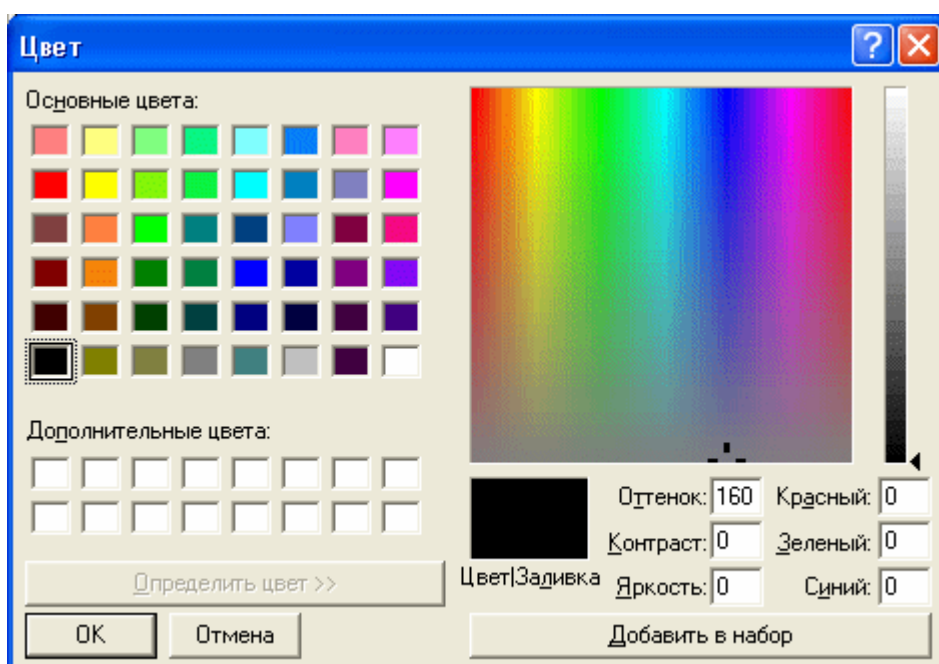 Цвет
Основные цвета:
Дополнительные цвета:
Определить цвет >>
OK
Отмена
Цвет|Заливка
Оттенок: 160
Контраст: 0
Яркость: 0
Красный: 0
Зеленый: 0
Синий: 0
Добавить в набор